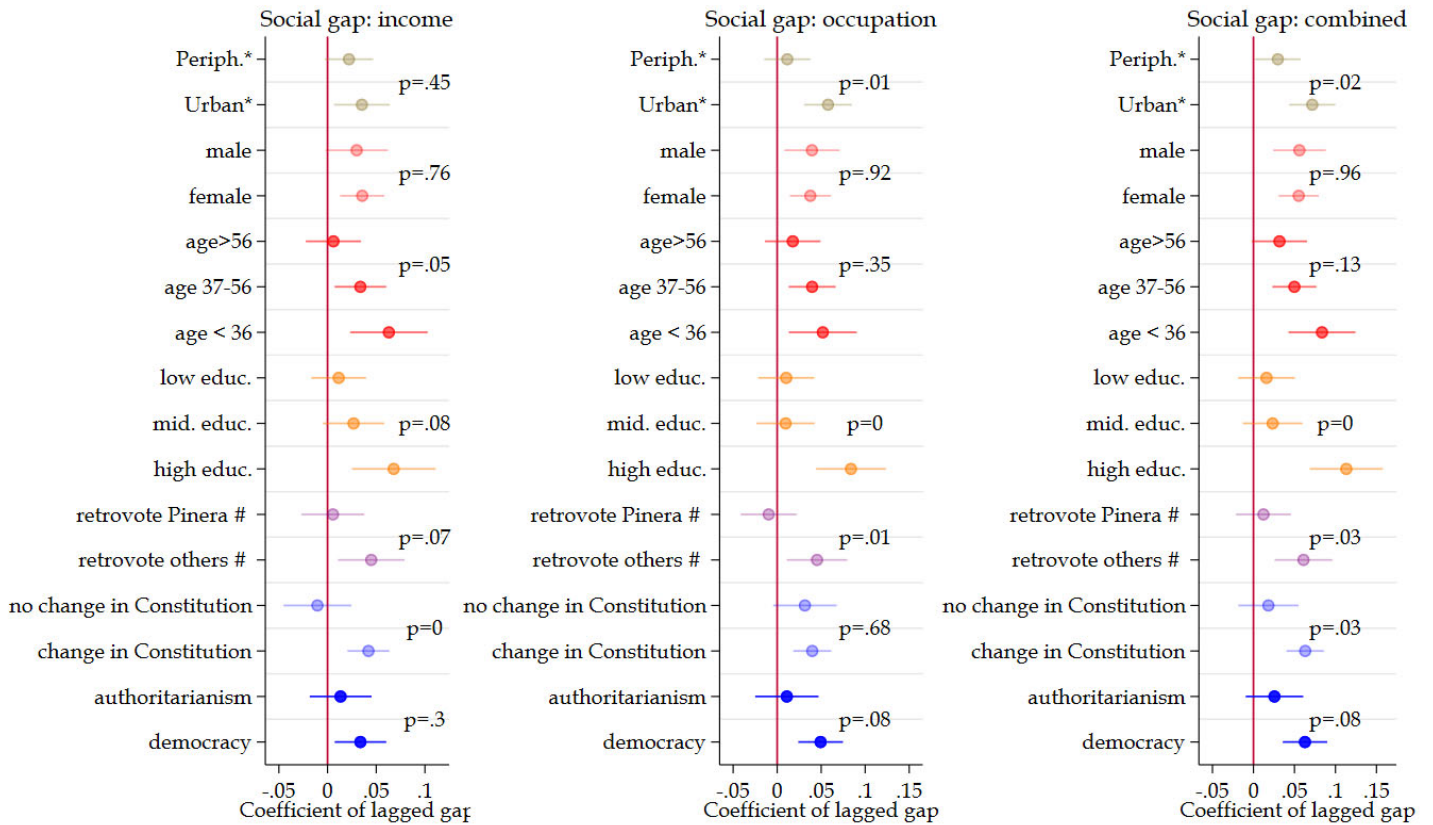 Social gap: income
Periph.*
p=.45
Urban*
male
p=.76
female
age>56
p=.05
age 37-56
age < 36
low educ.
mid. educ.
p=.08
high educ.
retrovote Pinera #
p=.07
retrovote others #
no change in Constitution
p=0
change in Constitution
authoritarianism
p=.3
democracy
-.05 0 .05 .1
Coefficient of lagged gap
Social gap: occupation
Periph.*
p=.01
Urban*
male
p=.92
female
age>56
p=.35
age 37-56
age < 36
low educ.
mid. educ.
p=0
high educ.
retrovote Pinera #
p=.01
retrovote others #
no change in Constitution
p=.68
change in Constitution
authoritarianism
p=.08
democracy
-.05 0 .05 .1 .15
Coefficient of lagged gap
Social gap: combined
Periph.*
p=.02
Urban*
male
p=.96
female
age>56
p=.13
age 37-56
age < 36
low educ.
mid. educ.
p=0
high educ.
retrovote Pinera #
p=.03
retrovote others #
no change in Constitution
p=.03
change in Constitution
authoritarianism
p=.08
democracy
-.05 0 .05 .1 .15
Coefficient of lagged gap